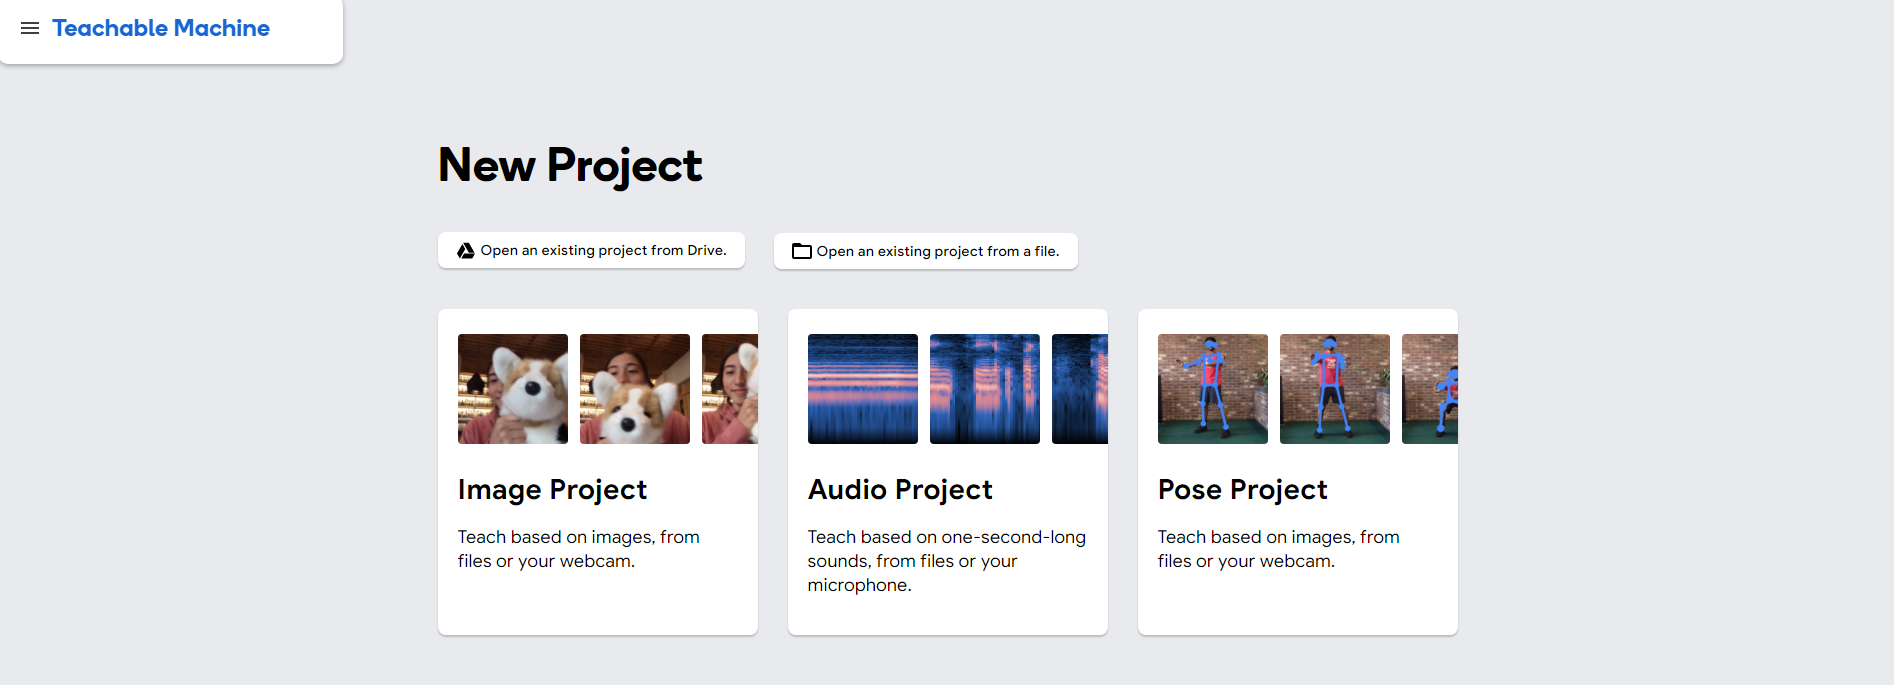 Teachable Machine
New Project
Open an existing project from Drive.
Open an existing project from a file.
Image Project
Teach based on images, from
files or your webcam.
Audio Project
Teach based on one-second-long
sounds, from files or your
microphone.
Pose Project
Teach based on images, from
files or your webcam.